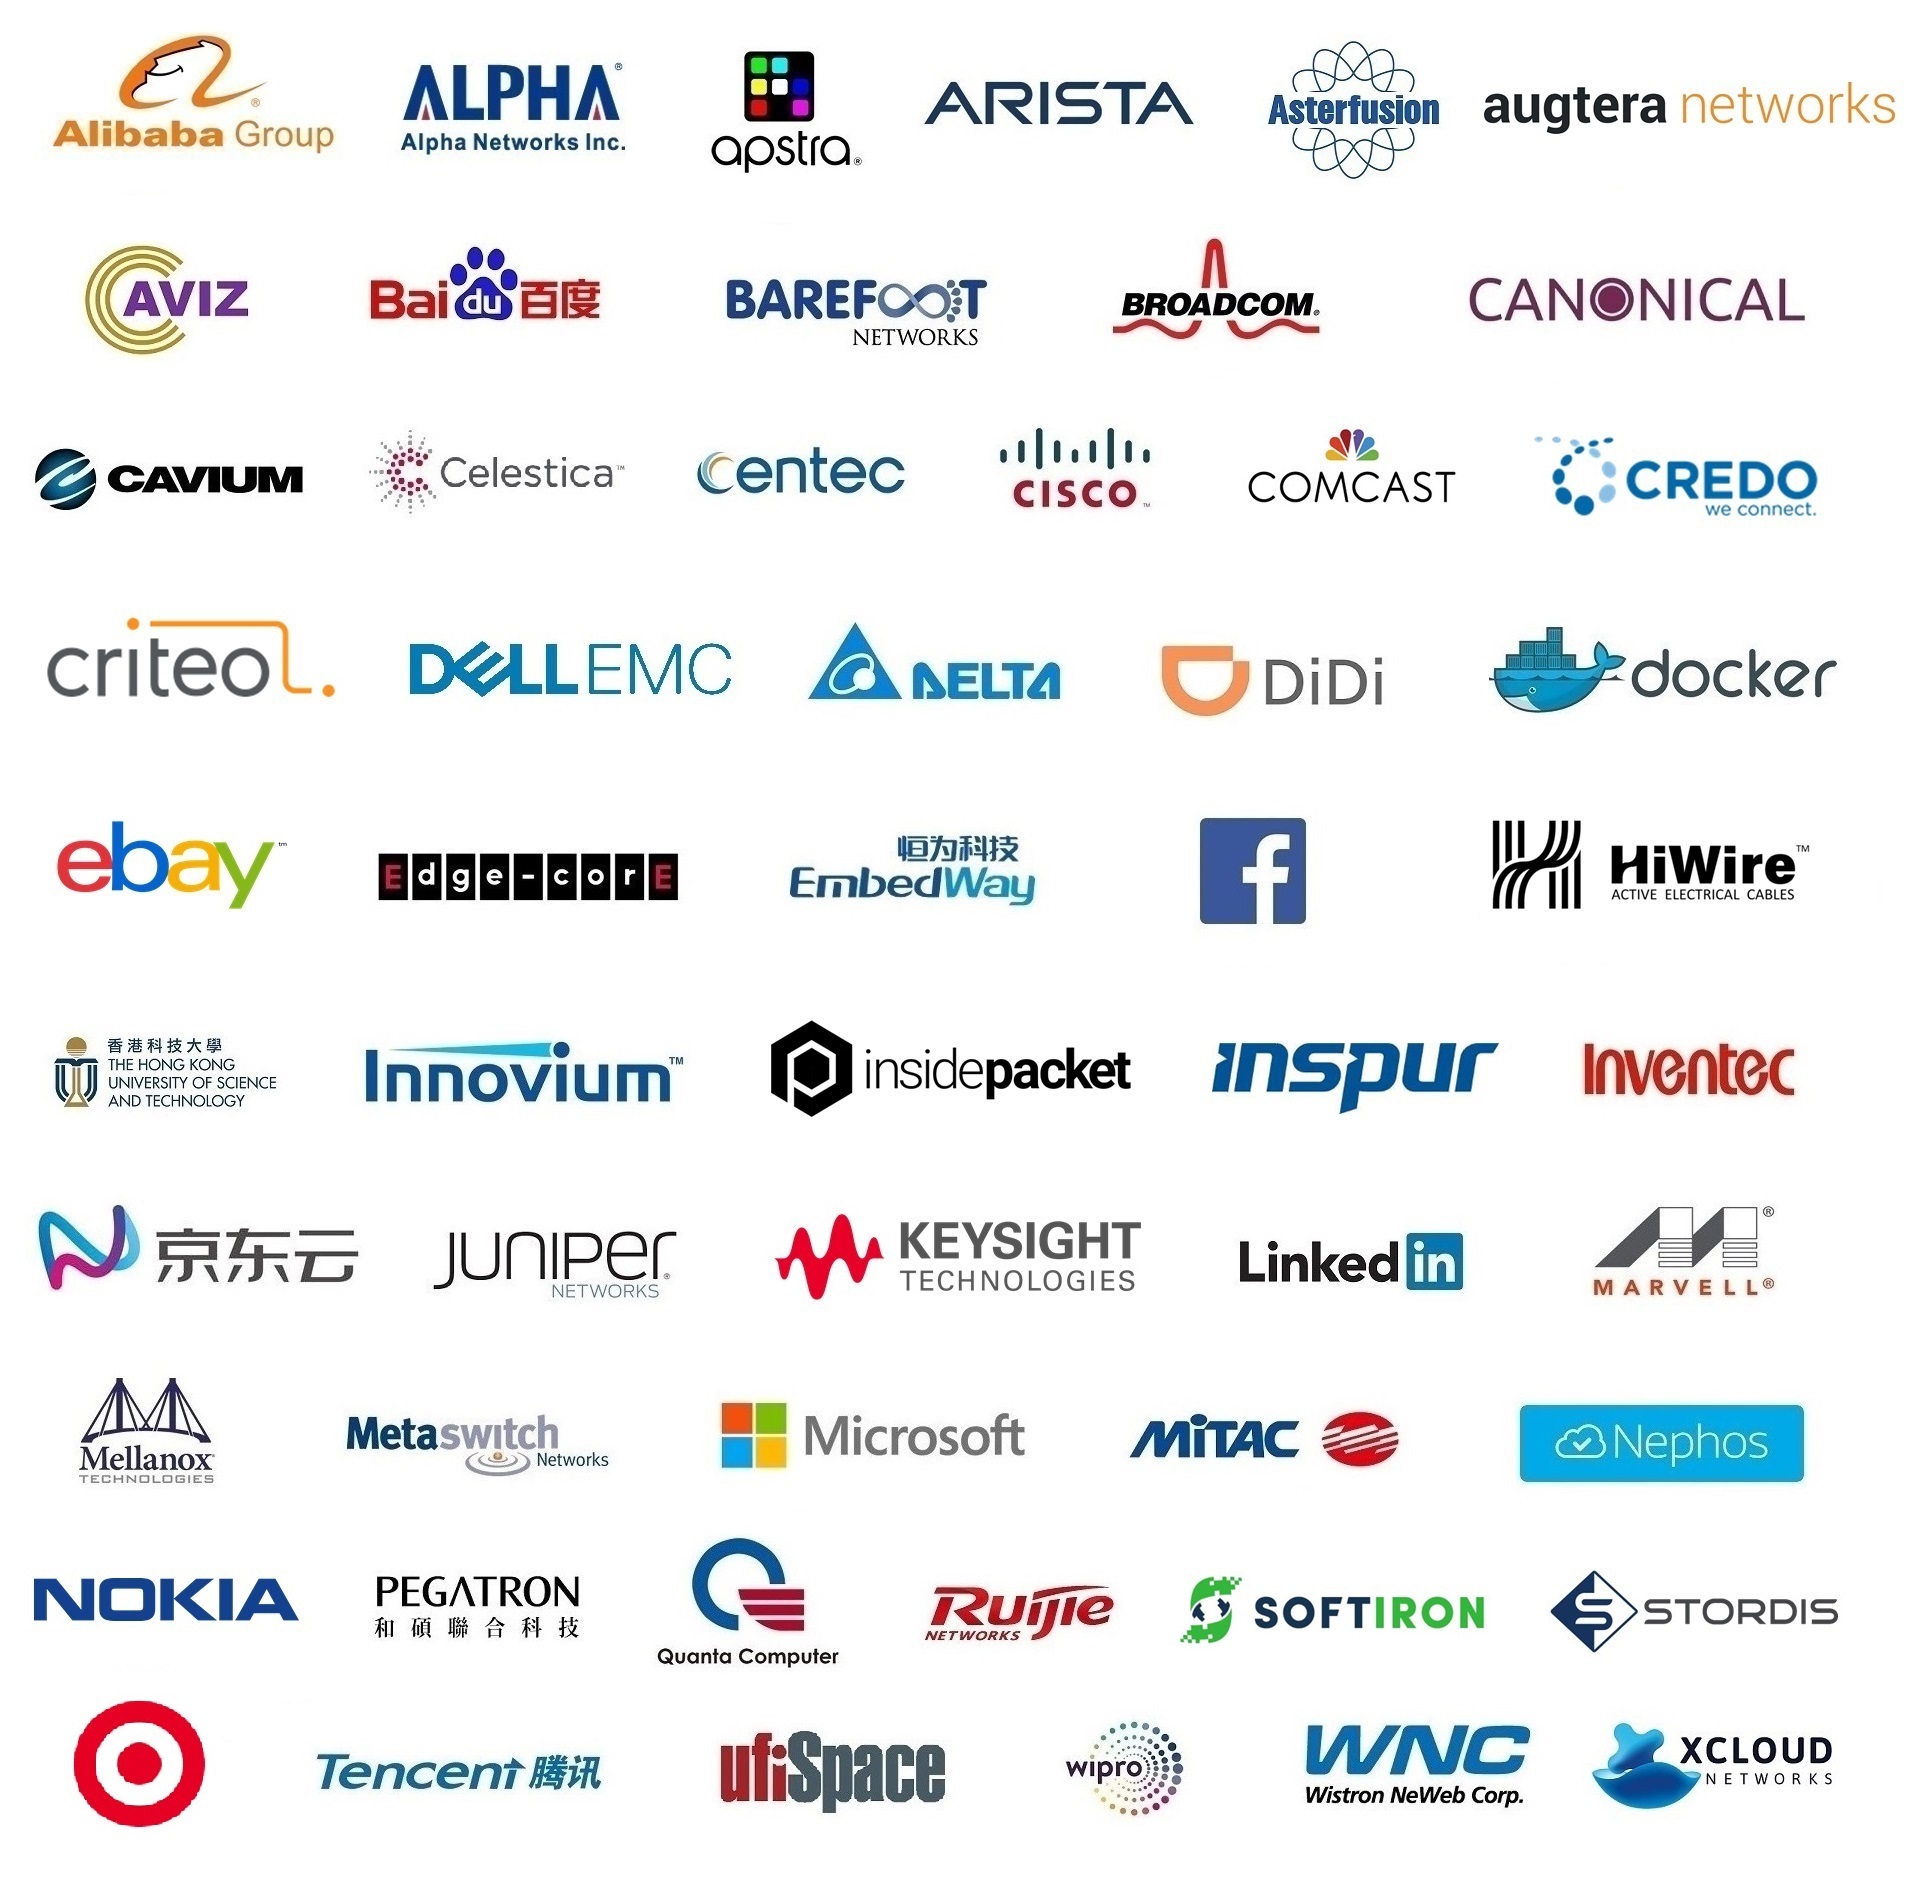 Alibaba Group®
ALPHA®
Alpha Networks Inc.
apstra®
ARISTA
Asterfusion
augtera networks
AVIZ
Bai du 百度
BAREFOOT
NETWORKS
BROADCOM®
CANONICAL
CAVIUM
Celestica™
Centec
CISCO™
COMCAST
CREDO
we connect.
criteo
DELLEMC
DELTA
DiDi
docker
ebay™
Edge-corE
恒为科技
EmbedWay
f
HiWire™
ACTIVE ELECTRICAL CABLES
香港科技大學
THE HONG KONG
UNIVERSITY OF SCIENCE
AND TECHNOLOGY
Innovium™
insidepacket
inspur
Inventec
京东云
JUNIPer®
NETWORKS
KEYSIGHT
TECHNOLOGIES
Linked in
®
MARVELL®
Mellanox
TECHNOLOGIES
Metaswitch
Networks
Microsoft
MiTAC
Nephos
NOKIA
PEGATRON
和碩聯合科技
Quanta Computer
Ruijie
NETWORKS
SOFTIRON
STORDIS
Tencent 腾讯
ufiSpace
wipro
WNC
Wistron NeWeb Corp.
XCLOUD
NETWORKS